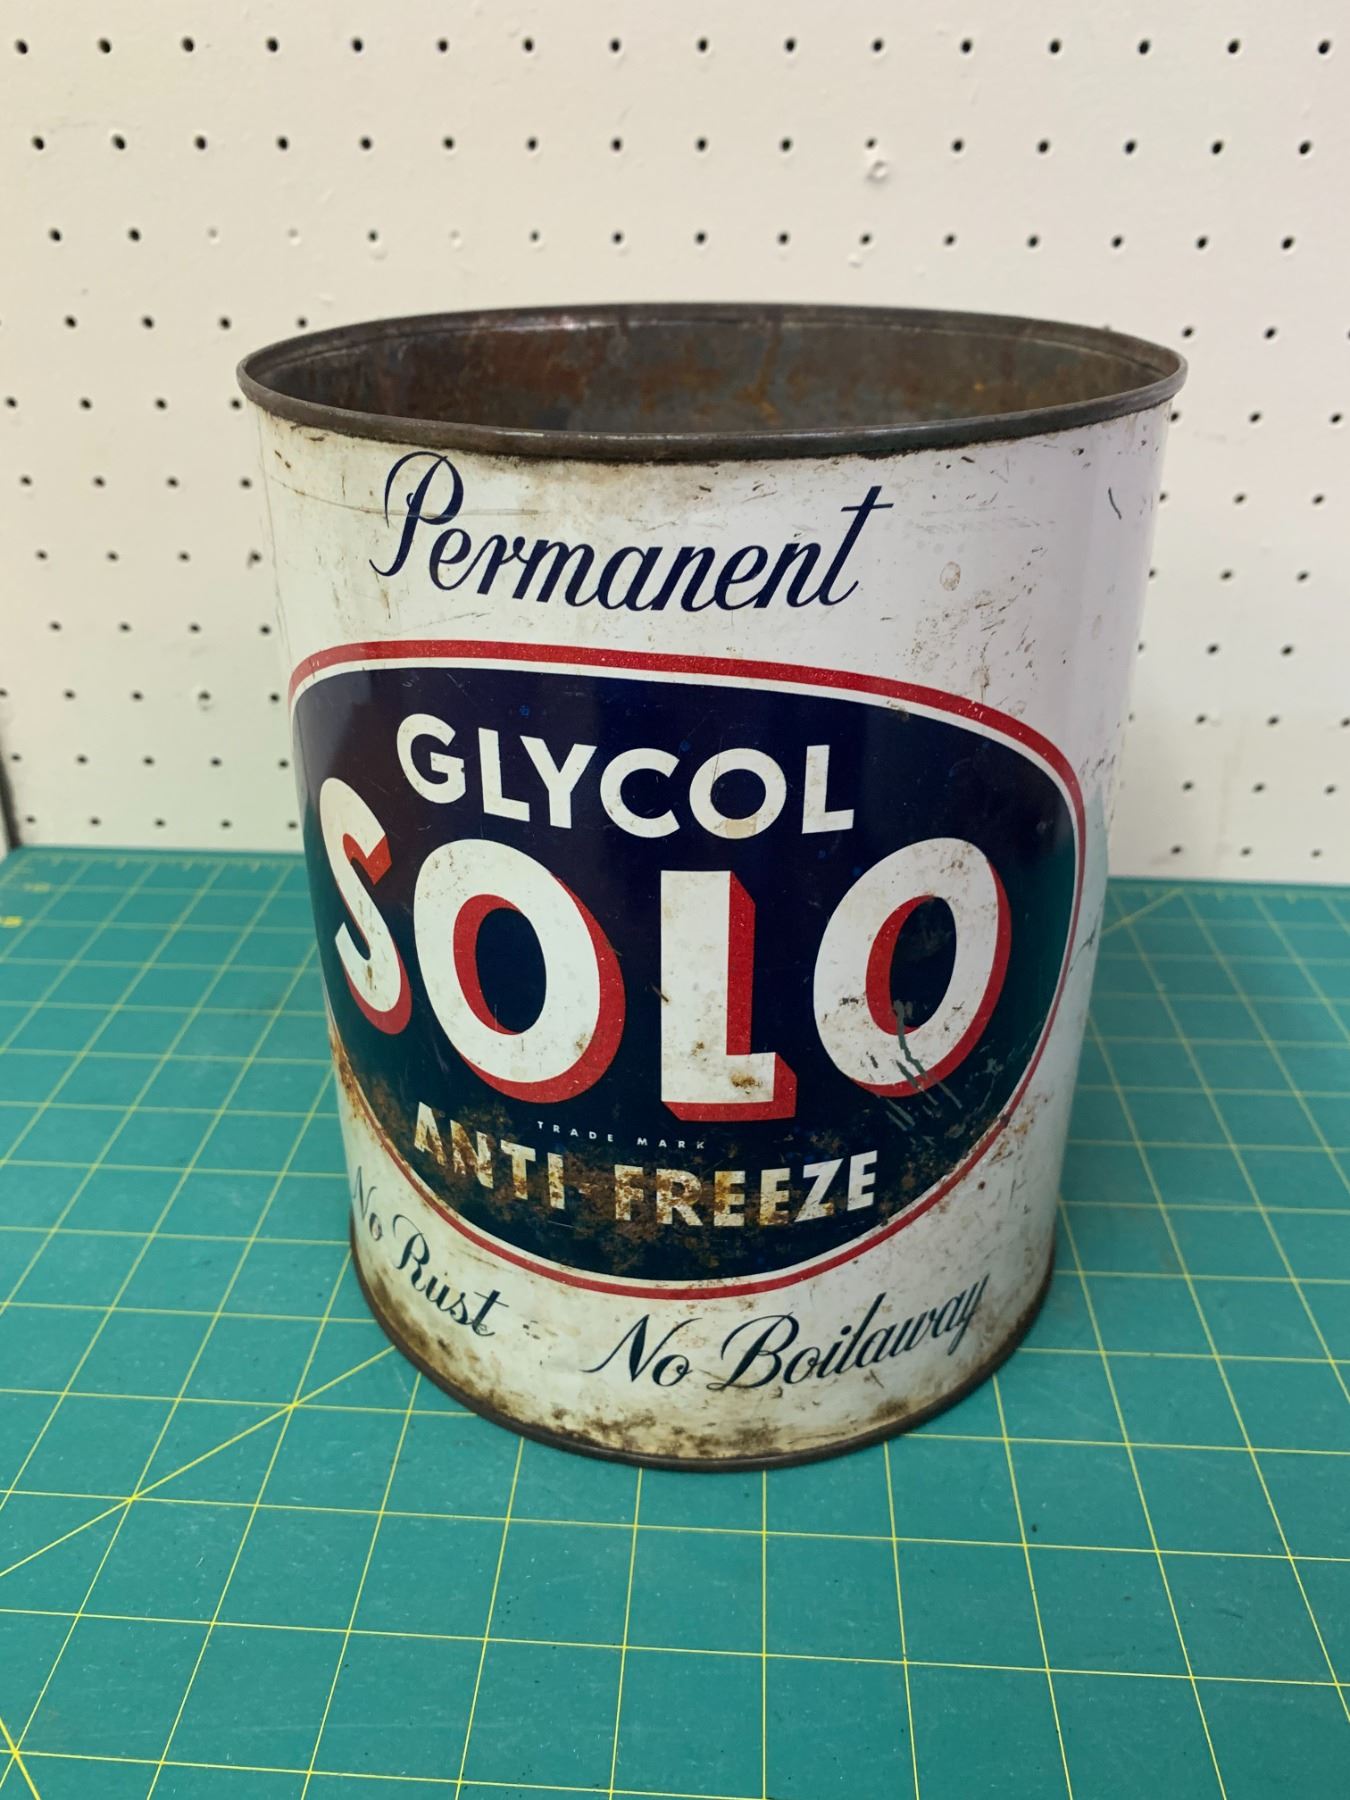 Permanent
GLYCOL
SOLO
TRADE MARK
ANTI-FREEZE
No Rust No Boilaway